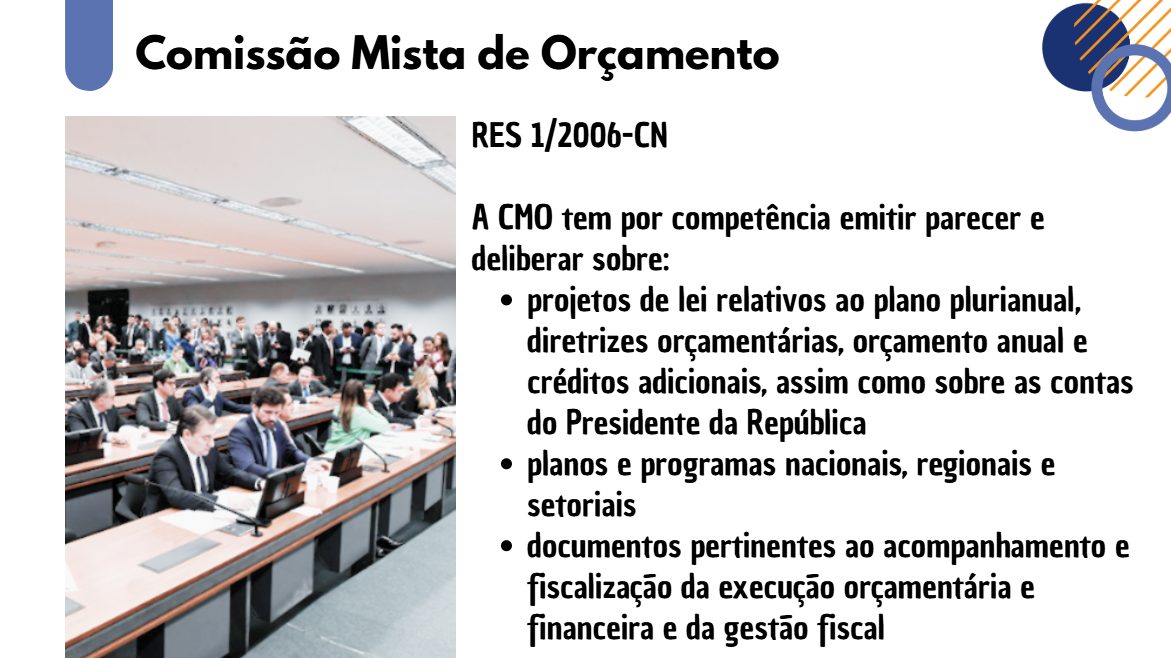 Comissão Mista de Orçamento
RES 1/2006-CN
A CMO tem por competência emitir parecer e
deliberar sobre:
• projetos de lei relativos ao plano plurianual,
diretrizes orçamentárias, orçamento anual e
créditos adicionais, assim como sobre as contas
do Presidente da República
• planos e programas nacionais, regionais e
setoriais
• documentos pertinentes ao acompanhamento e
fiscalização da execução orçamentária e
financeira e da gestão fiscal